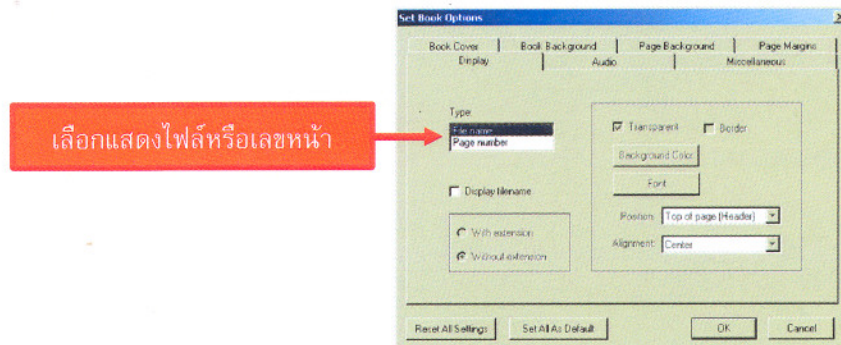 Set Book Options
Book Cover Book Background Page Background Page Margins
Display Audio Miscellaneous
เลือกแสดงไฟล์หรือเลขหน้า
Type:
File name
Page number
Transparent Border
Background Color
Font
Display filename
Position: Top of page (Header)
With extension
Alignment: Center
Without extension
Reset All Settings Set All As Default OK Cancel